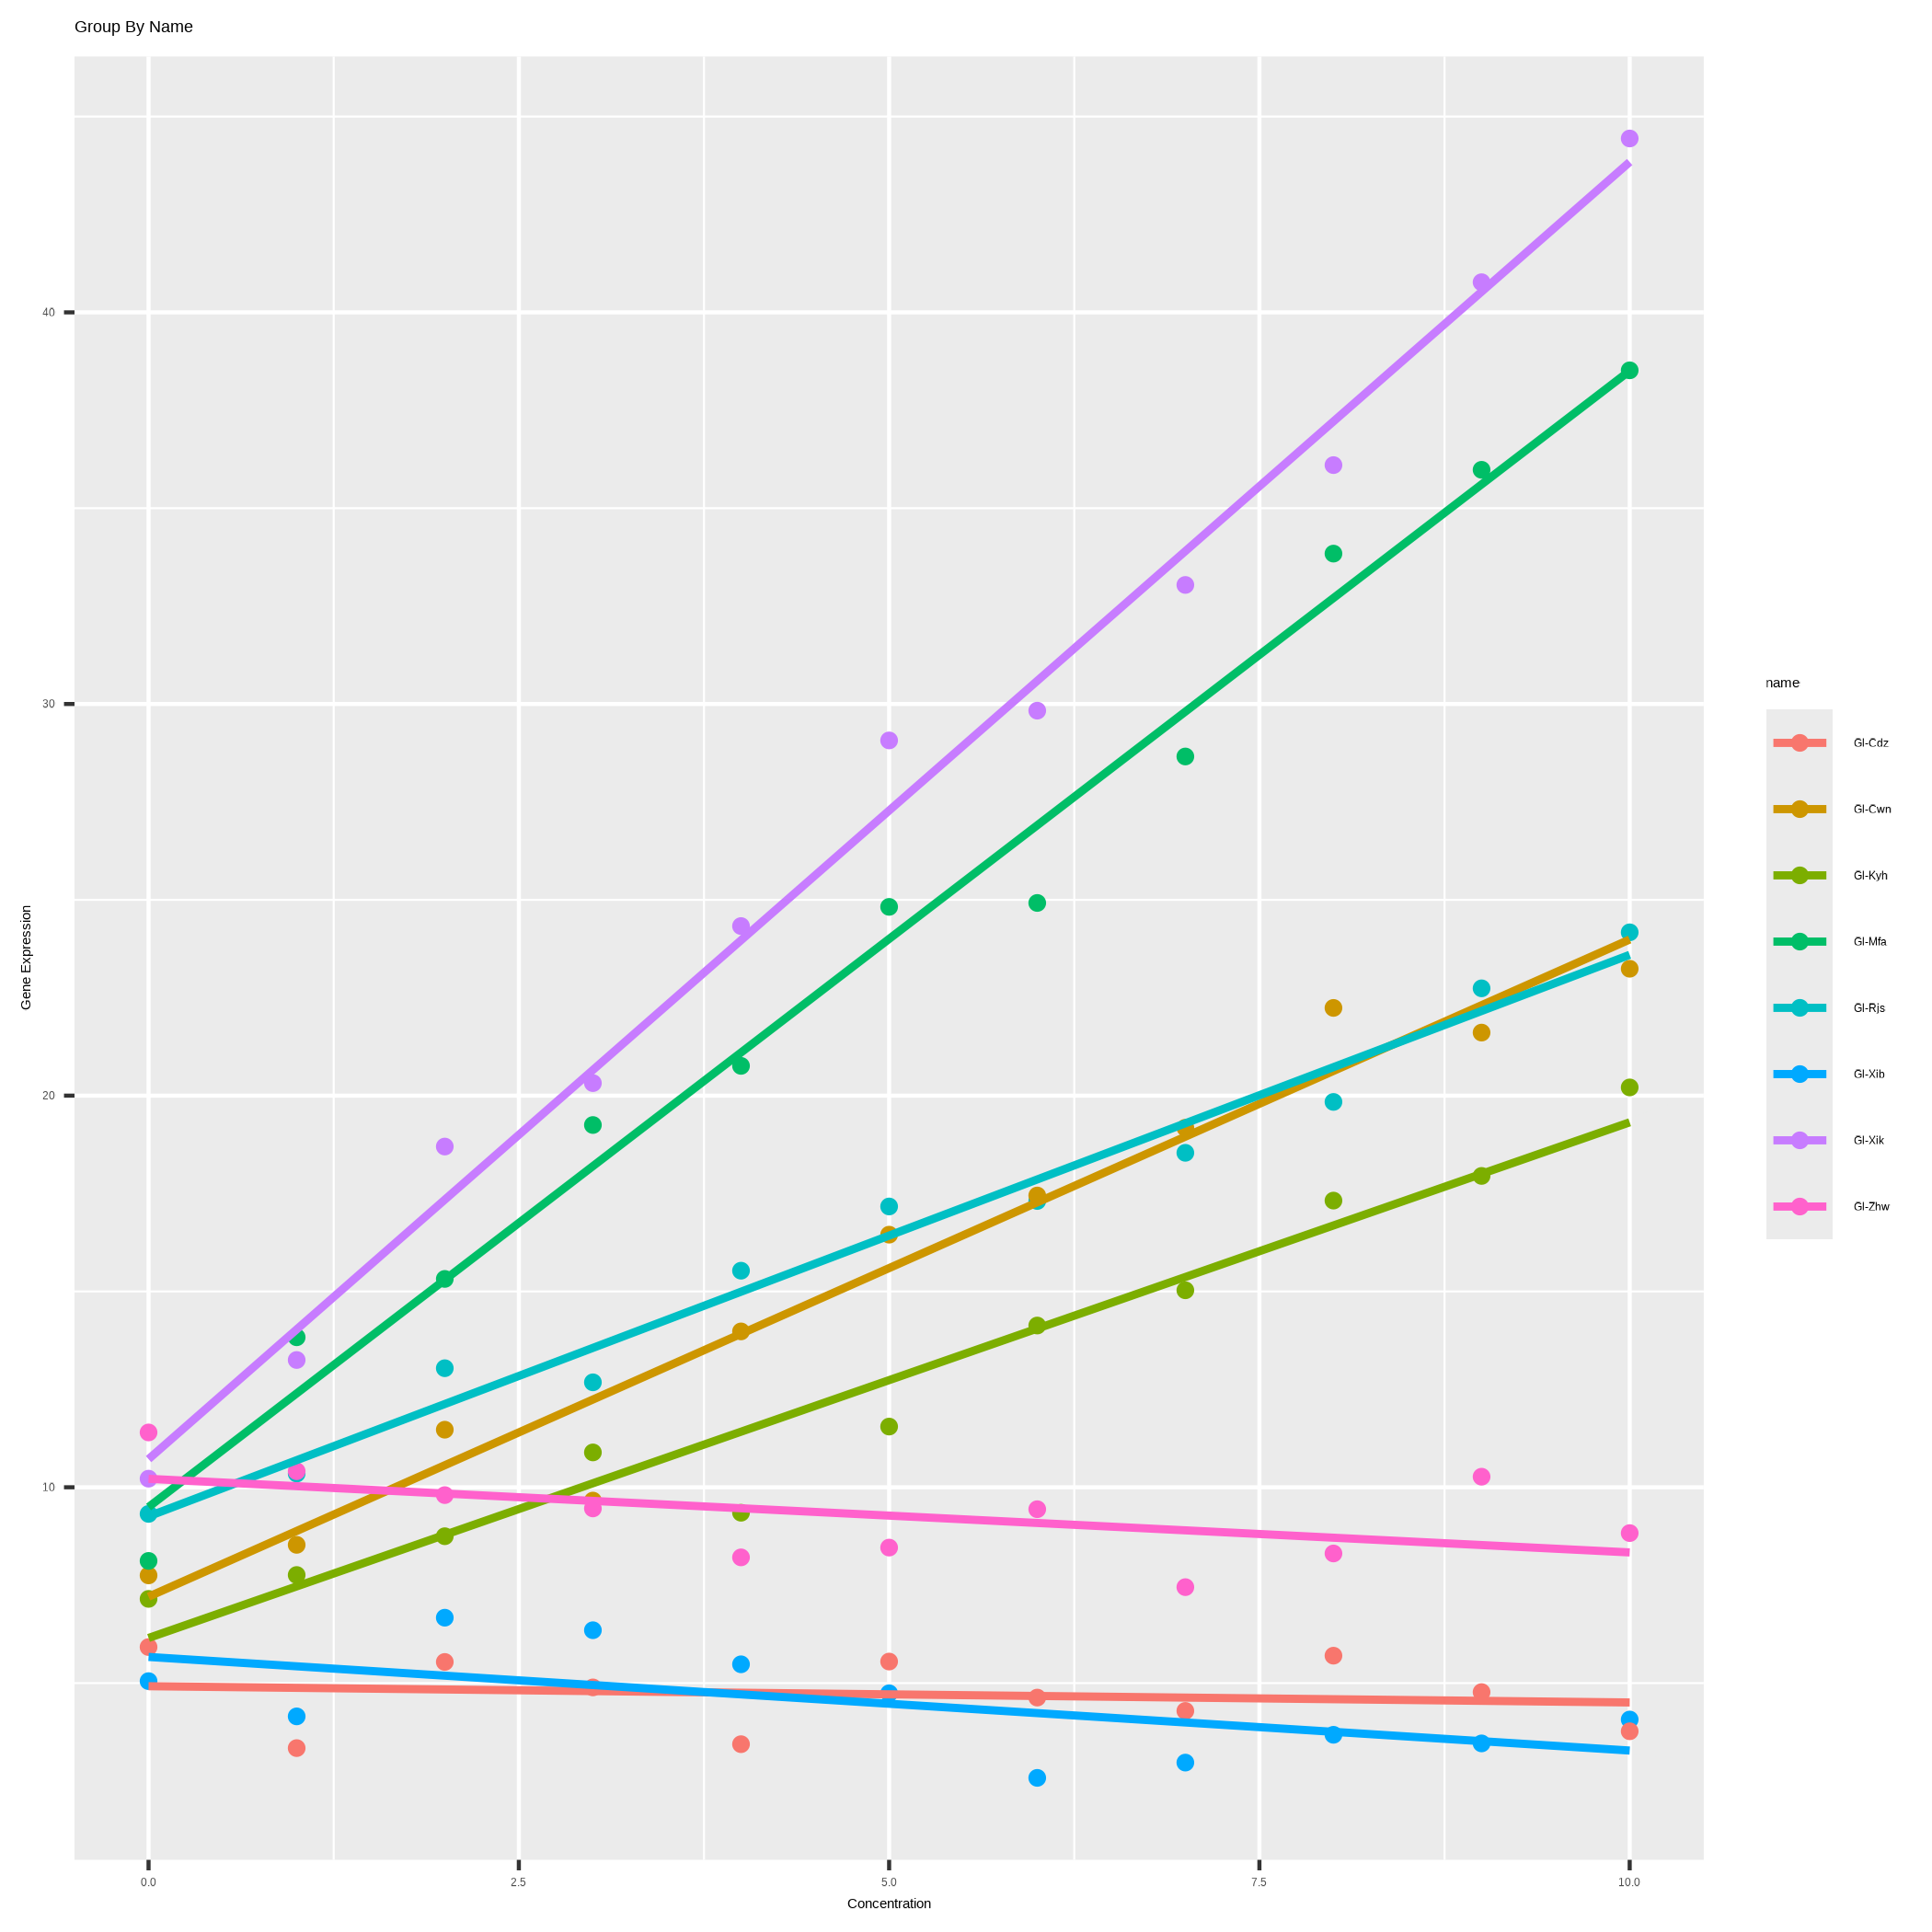 Group By Name
40
30
20
10
Gene Expression
0.0
2.5
5.0
7.5
10.0
Concentration
name
Gl-Cdz
Gl-Cwn
Gl-Kyh
Gl-Mfa
Gl-Rjs
Gl-Xib
Gl-Xik
Gl-Zhw